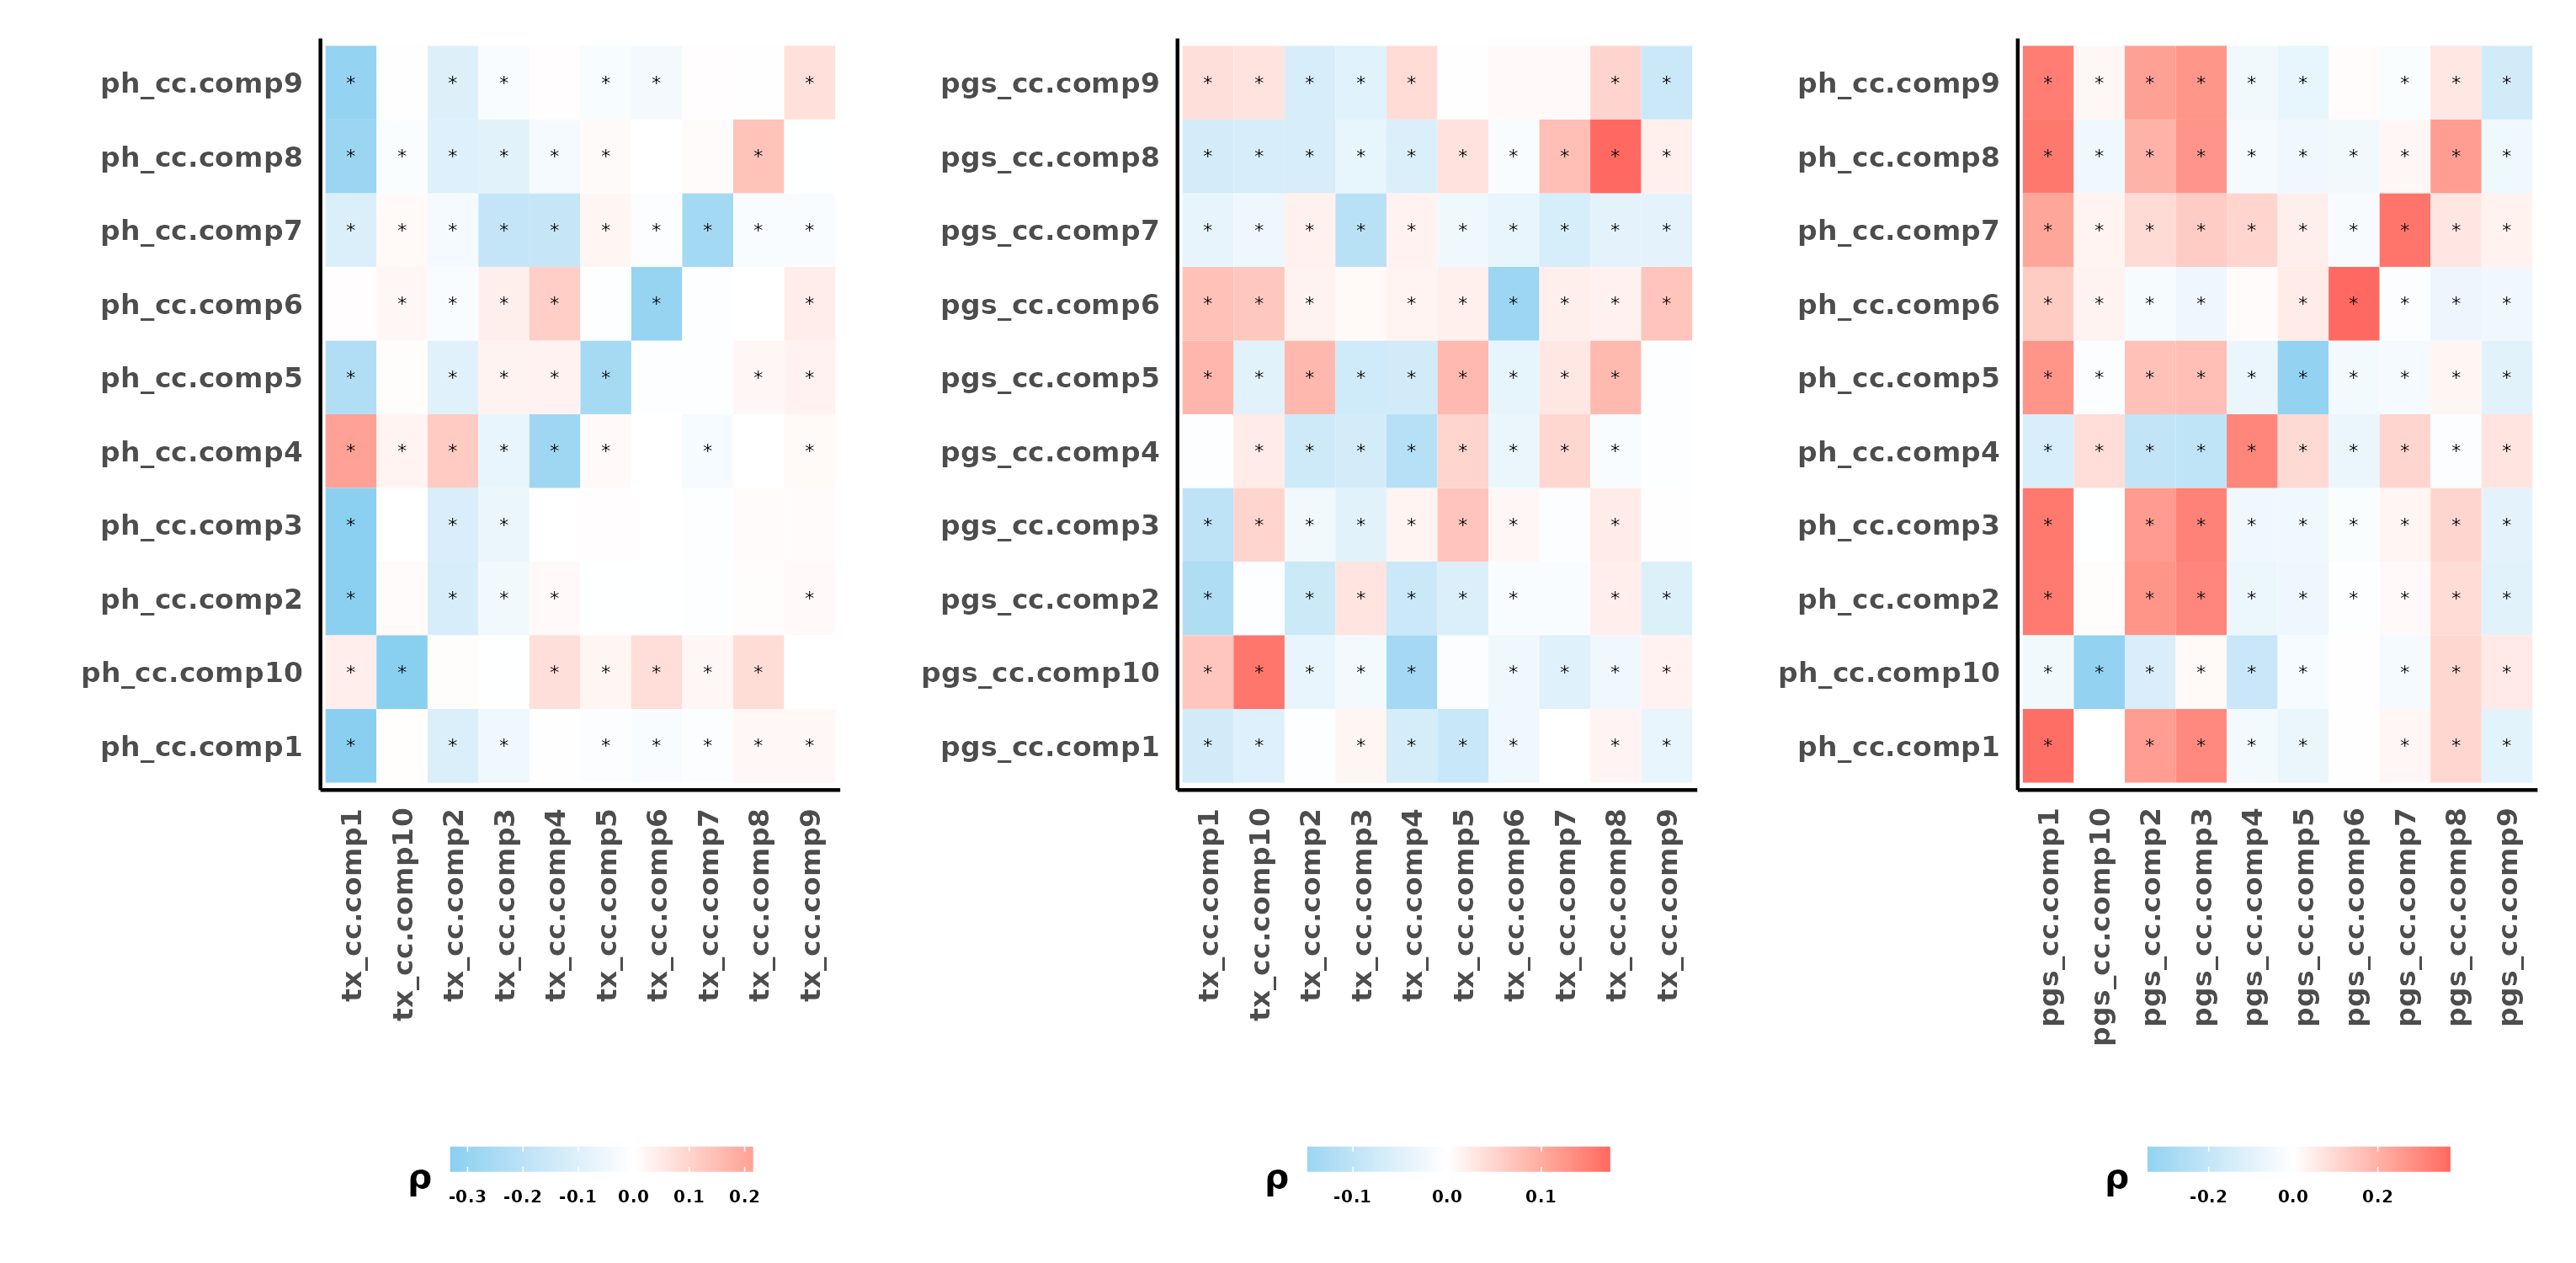 ph_cc.comp9
ph_cc.comp8
ph_cc.comp7
ph_cc.comp6
ph_cc.comp5
ph_cc.comp4
ph_cc.comp3
ph_cc.comp2
ph_cc.comp10
ph_cc.comp1
* * * * * *
* * * * * * *
* * * * * * * * * *
* * * * * *
* * * * * * *
* * * * * * * *
* * *
* * * * *
* * * * * * *
* * * * * * * *
tx_cc.comp1
tx_cc.comp10
tx_cc.comp2
tx_cc.comp3
tx_cc.comp4
tx_cc.comp5
tx_cc.comp6
tx_cc.comp7
tx_cc.comp8
tx_cc.comp9
ρ
-0.3 -0.2 -0.1 0.0 0.1 0.2
pgs_cc.comp9
pgs_cc.comp8
pgs_cc.comp7
pgs_cc.comp6
pgs_cc.comp5
pgs_cc.comp4
pgs_cc.comp3
pgs_cc.comp2
pgs_cc.comp10
pgs_cc.comp1
* * * * * * *
* * * * * * * * * *
* * * * * * * * * *
* * * * * * * * *
* * * * * * * * *
* * * * * * * *
* * * * * * * *
* * * * * * * *
* * * * * * * * *
* * * * * * * *
tx_cc.comp1
tx_cc.comp10
tx_cc.comp2
tx_cc.comp3
tx_cc.comp4
tx_cc.comp5
tx_cc.comp6
tx_cc.comp7
tx_cc.comp8
tx_cc.comp9
ρ
-0.1 0.0 0.1
ph_cc.comp9
ph_cc.comp8
ph_cc.comp7
ph_cc.comp6
ph_cc.comp5
ph_cc.comp4
ph_cc.comp3
ph_cc.comp2
ph_cc.comp10
ph_cc.comp1
* * * * * * * * *
* * * * * * * * * *
* * * * * * * * * *
* * * * * * * * *
* * * * * * * * * *
* * * * * * * * * *
* * * * * * * * *
* * * * * * * * *
* * * * * * * * *
* * * * * * * *
pgs_cc.comp1
pgs_cc.comp10
pgs_cc.comp2
pgs_cc.comp3
pgs_cc.comp4
pgs_cc.comp5
pgs_cc.comp6
pgs_cc.comp7
pgs_cc.comp8
pgs_cc.comp9
ρ
-0.2 0.0 0.2